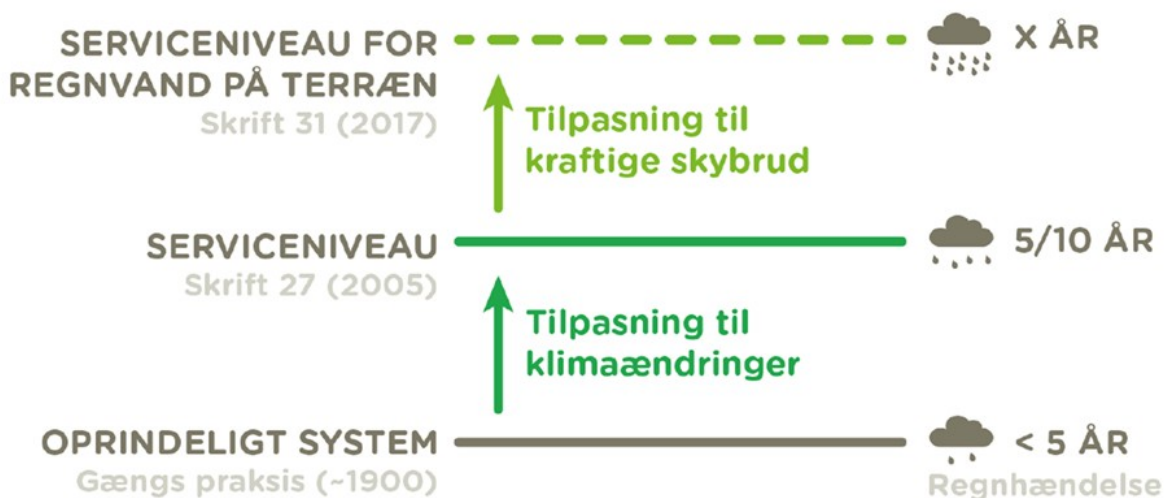 SERVICENIVEAU FOR
REGNVAND PÅ TERRÆN
Skrift 31 (2017)
X ÅR
Tilpasning til
kraftige skybrud
SERVICENIVEAU
Skrift 27 (2005)
5/10 ÅR
Tilpasning til
klimaændringer
OPRINDELIGT SYSTEM
Gængs praksis (~1900)
< 5 ÅR
Regnhændelse